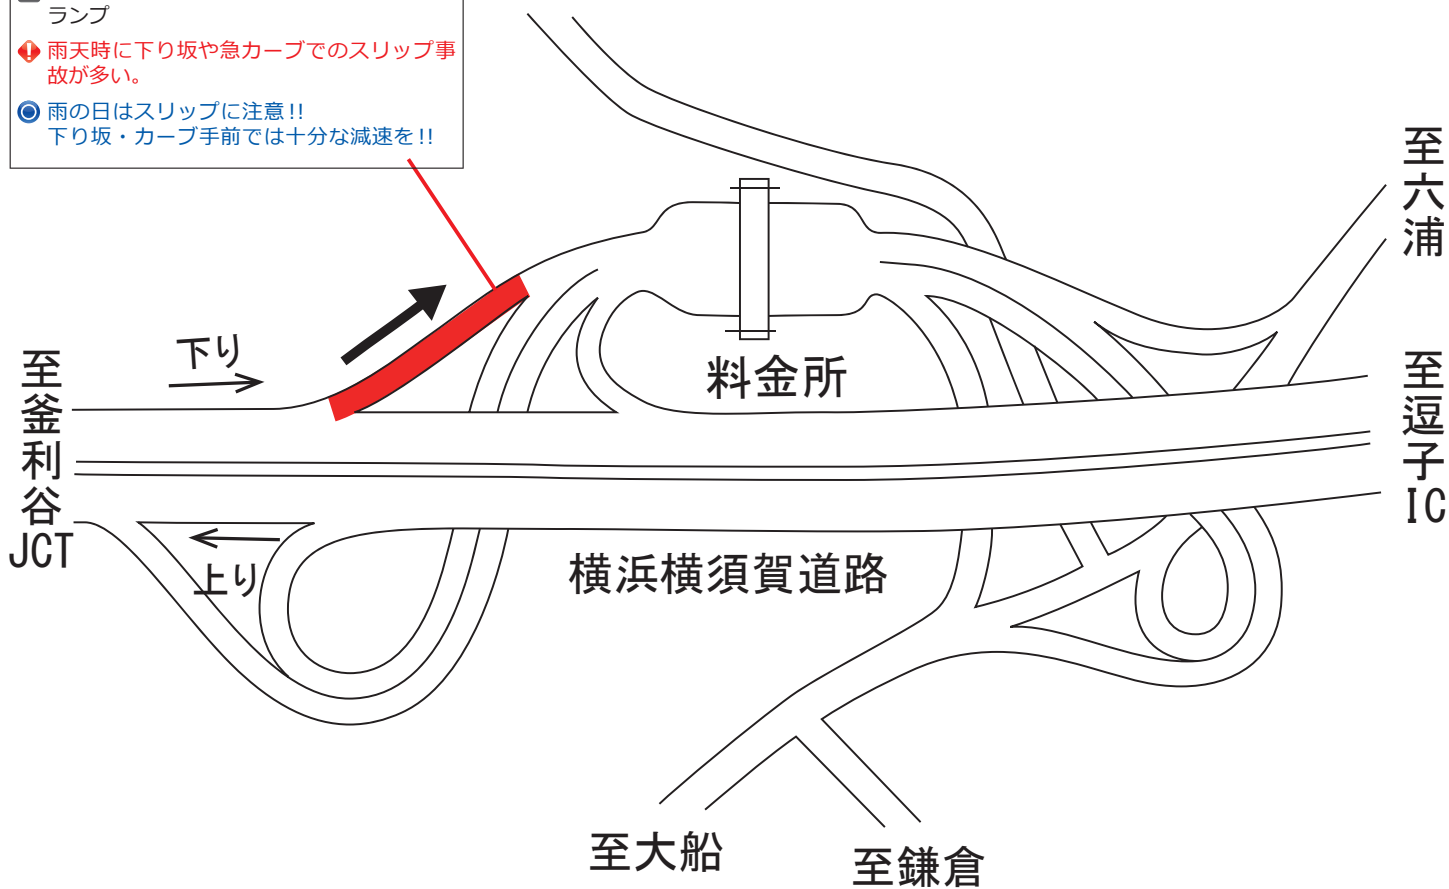 ランプ
雨天時に下り坂や急カーブでのスリップ事
故が多い。
雨の日はスリップに注意!!
下り坂・カーブ手前では十分な減速を!!
至六浦
下り
至釜利谷JCT
料金所
至逗子IC
上り
横浜横須賀道路
至大船
至鎌倉